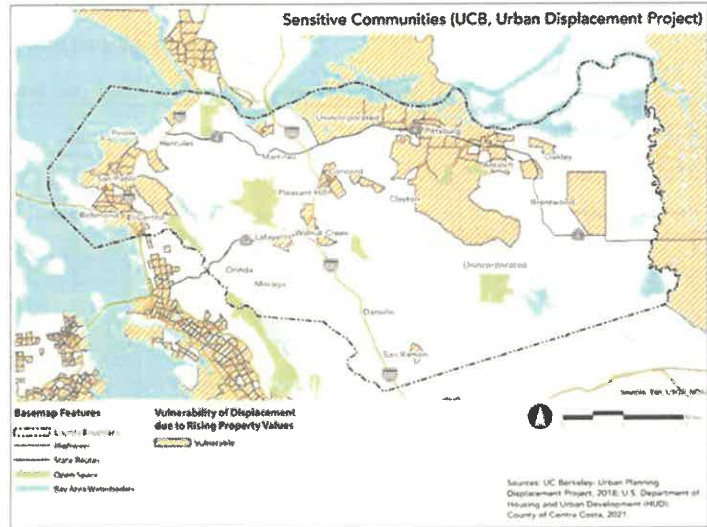 Sensitive Communities (UCB, Urban Displacement Project)
Unincorporated
Pittsburg
Pinole
Hercules
Martinez
Antioch
Oakley
San Pablo
Concord
Pleasant Hill
Clayton
Brentwood
Richmond
El Cerrito
Lafayette
Walnut Creek
Orinda
Unincorporated
Moraga
Danville
San Ramon
Basemap Features
Highways
State Routes
Open Space
Bay Area Watersheds
Vulnerability of Displacement
due to Rising Property Values
Vulnerable
Sources: UC Berkeley- Urban Planning
Displacement Project, 2018; U.S. Department of
Housing and Urban Development (HUD)
County of Contra Costa, 2021